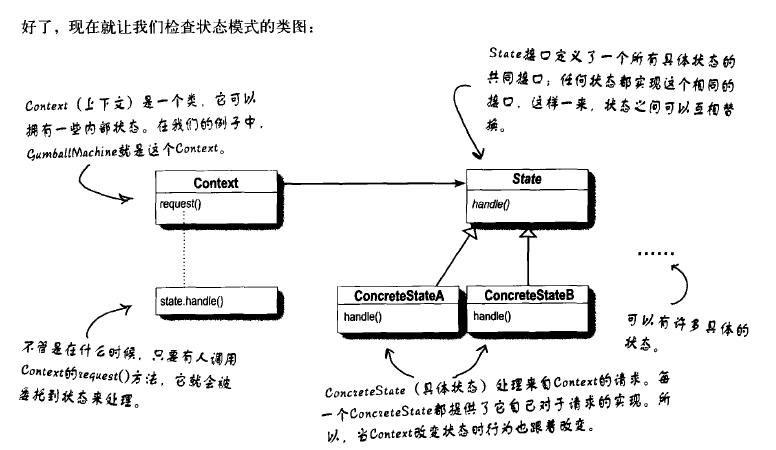 好了，现在就让我们检查状态模式的类图：
State接口定义了一个所有具体状态的
共同接口；任何状态都实现这个相同的
接口，这样一来，状态之间可以互相替
换。
Context（上下文）是一个类，它可以
拥有一些内部状态。在我们的例子中，
GumballMachine就是这个Context。
Context
request()
State
handle()
state.handle()
ConcreteStateA
handle()
ConcreteStateB
handle()
......
可以有许多具体的
状态。
不管是在什么时候，只要有人调用
Context的request()方法，它就会被
委托到状态来处理。
ConcreteState（具体状态）处理来自Context的请求。每
一个ConcreteState都提供了它自己对于请求的实现。所
以，当Context改变状态时行为也跟着改变。